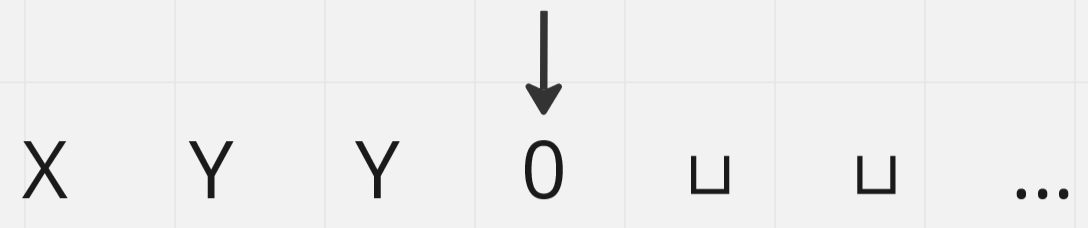 X Y Y 0 ⊔ ⊔ ...